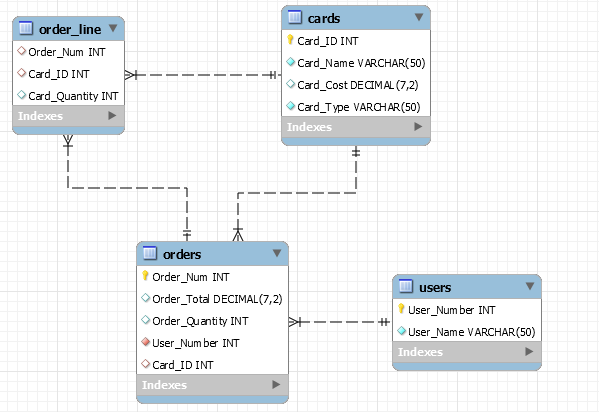 order_line
Order_Num INT
Card_ID INT
Card_Quantity INT
Indexes
cards
Card_ID INT
Card_Name VARCHAR(50)
Card_Cost DECIMAL(7,2)
Card_Type VARCHAR(50)
Indexes
orders
Order_Num INT
Order_Total DECIMAL(7,2)
Order_Quantity INT
User_Number INT
Card_ID INT
Indexes
users
User_Number INT
User_Name VARCHAR(50)
Indexes